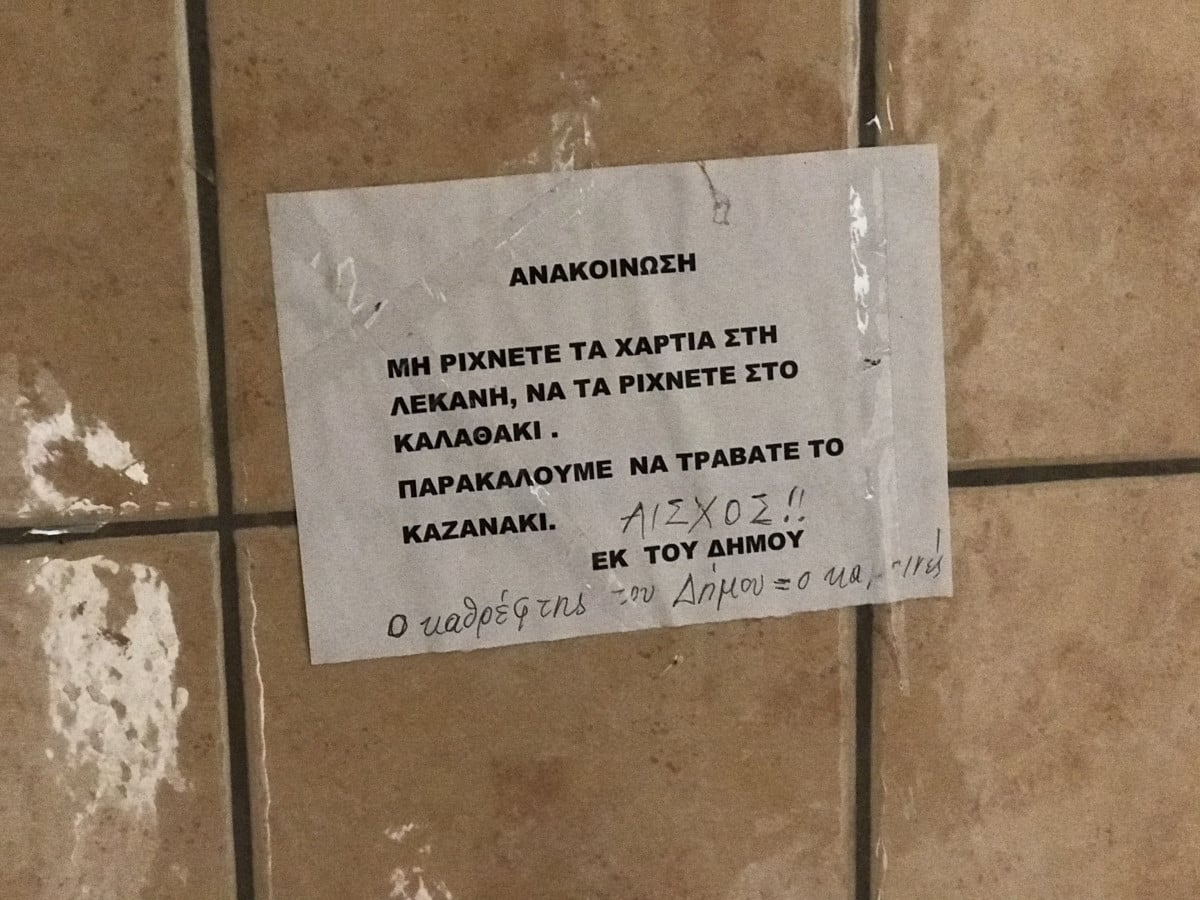 ΑΝΑΚΟΙΝΩΣΗ
ΜΗ ΡΙΧΝΕΤΕ ΤΑ ΧΑΡΤΙΑ ΣΤΗ
ΛΕΚΑΝΗ, ΝΑ ΤΑ ΡΙΧΝΕΤΕ ΣΤΟ
ΚΑΛΑΘΑΚΙ .
ΠΑΡΑΚΑΛΟΥΜΕ ΝΑ ΤΡΑΒΑΤΕ ΤΟ
ΚΑΖΑΝΑΚΙ. ΑΙΣΧΟΣ!!
ΕΚ ΤΟΥ ΔΗΜΟΥ
Ο καθρέφτης του Δήμου = ο